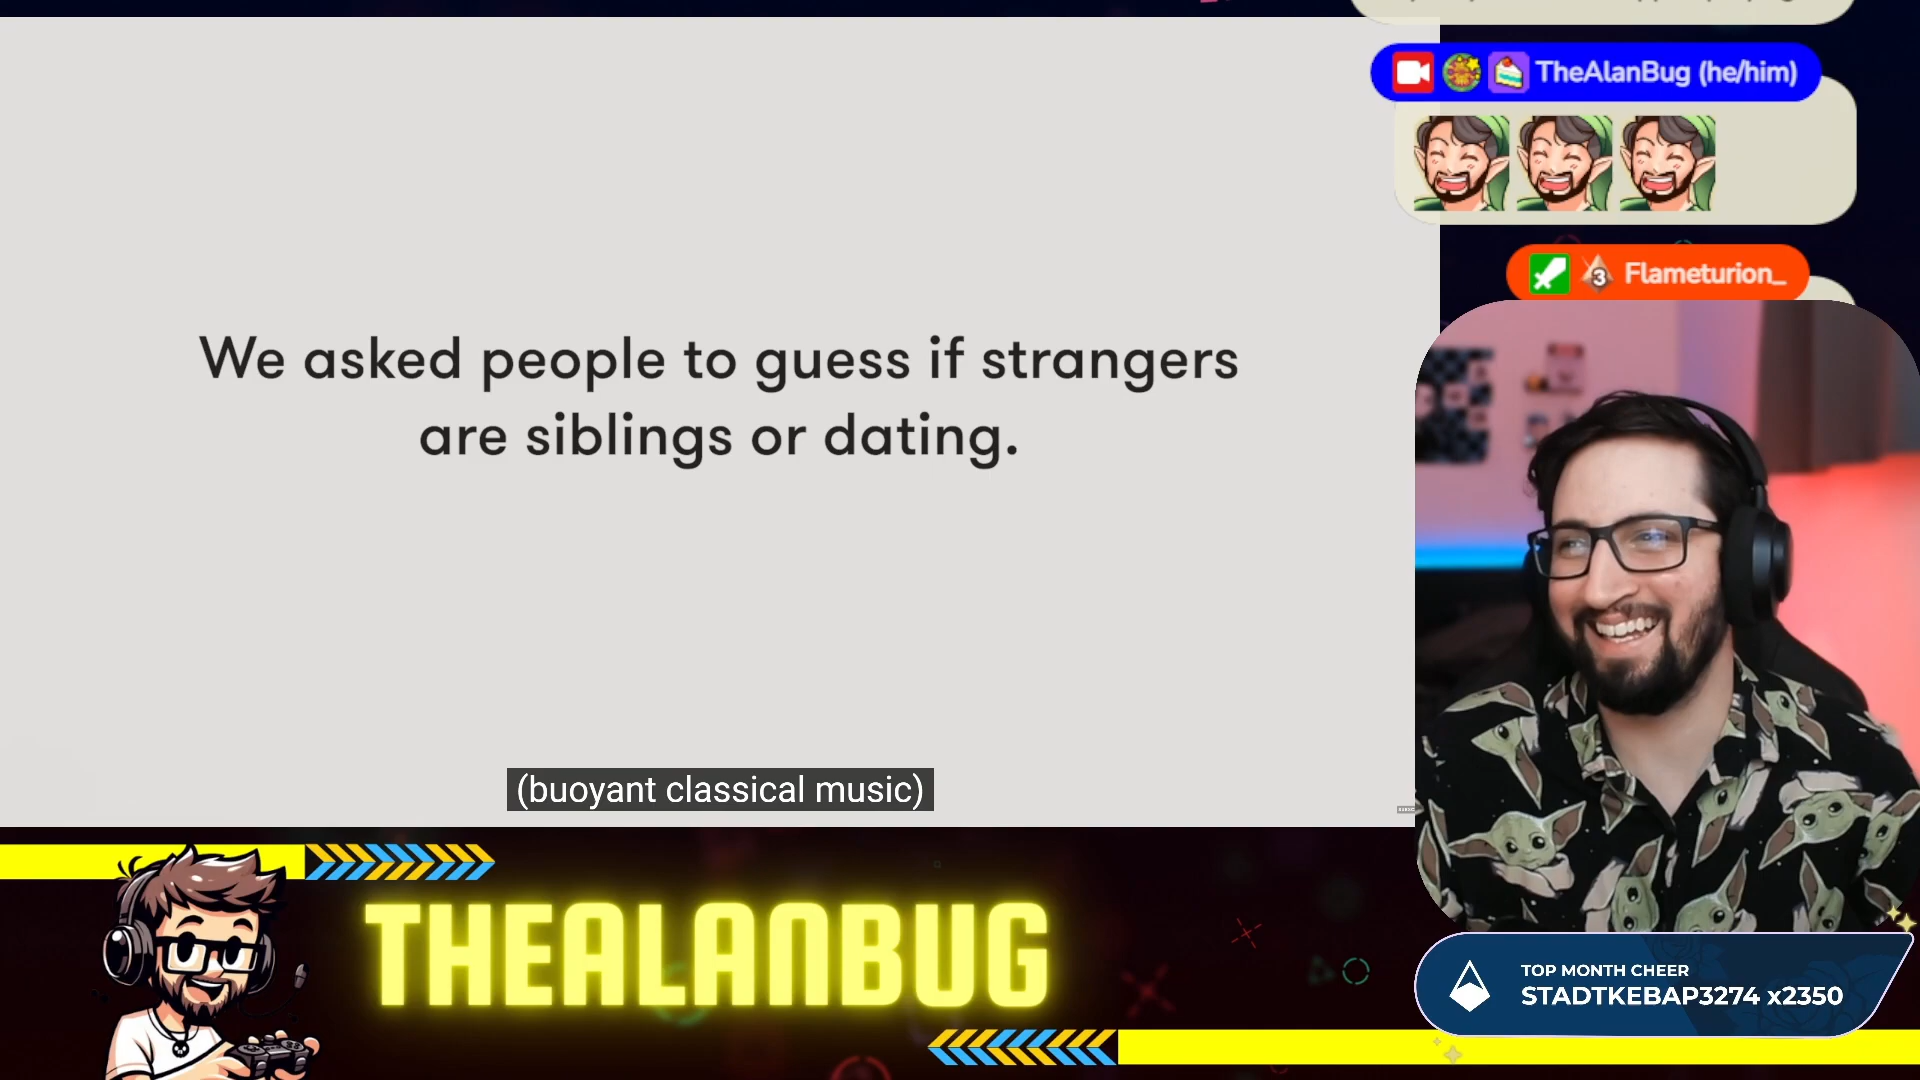 TheAlanBug (he/him)
3 Flameturion_
We asked people to guess if strangers
are siblings or dating.
(buoyant classical music)
THEALANBUG
TOP MONTH CHEER
STADTKEBAP3274 x2350